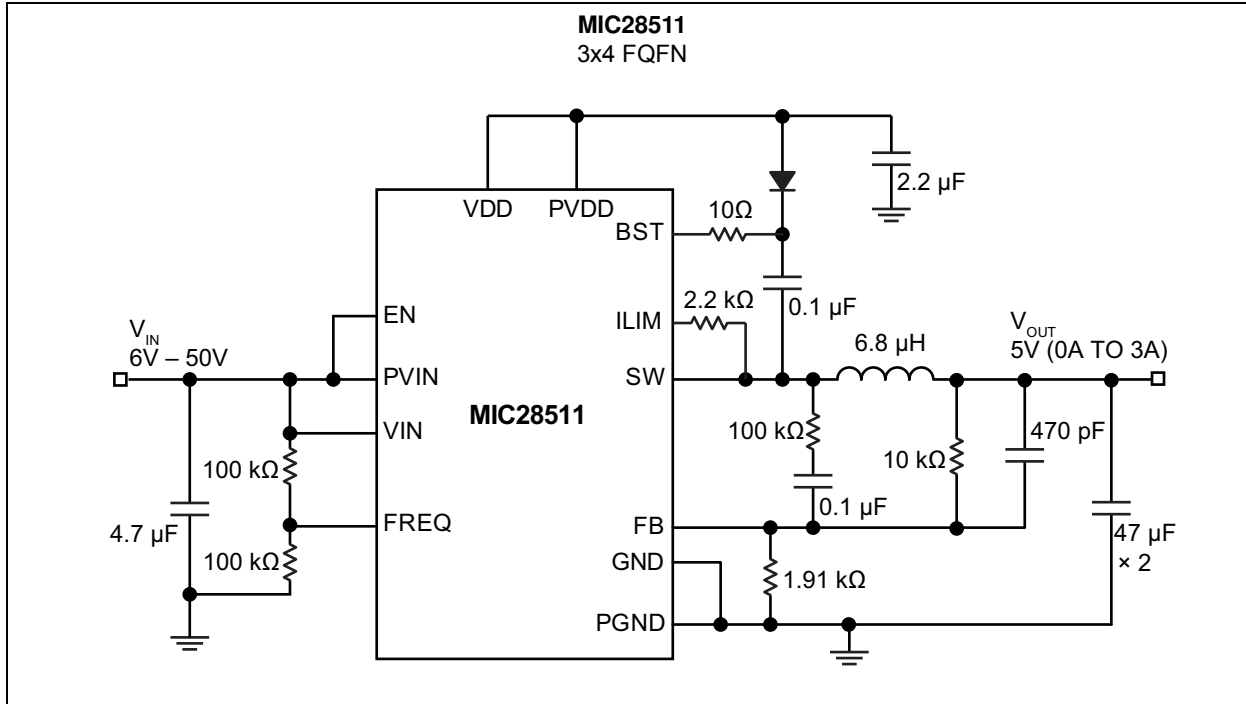 MIC28511
3x4 FQFN
VDD
PVDD
2.2 µF
BST
10Ω
0.1 µF
ILIM
2.2 kΩ
EN
V_IN
6V – 50V
PVIN
SW
6.8 µH
V_OUT
5V (0A TO 3A)
VIN
MIC28511
100 kΩ
100 kΩ
10 kΩ
470 pF
FREQ
4.7 µF
100 kΩ
0.1 µF
FB
47 µF
× 2
GND
1.91 kΩ
PGND